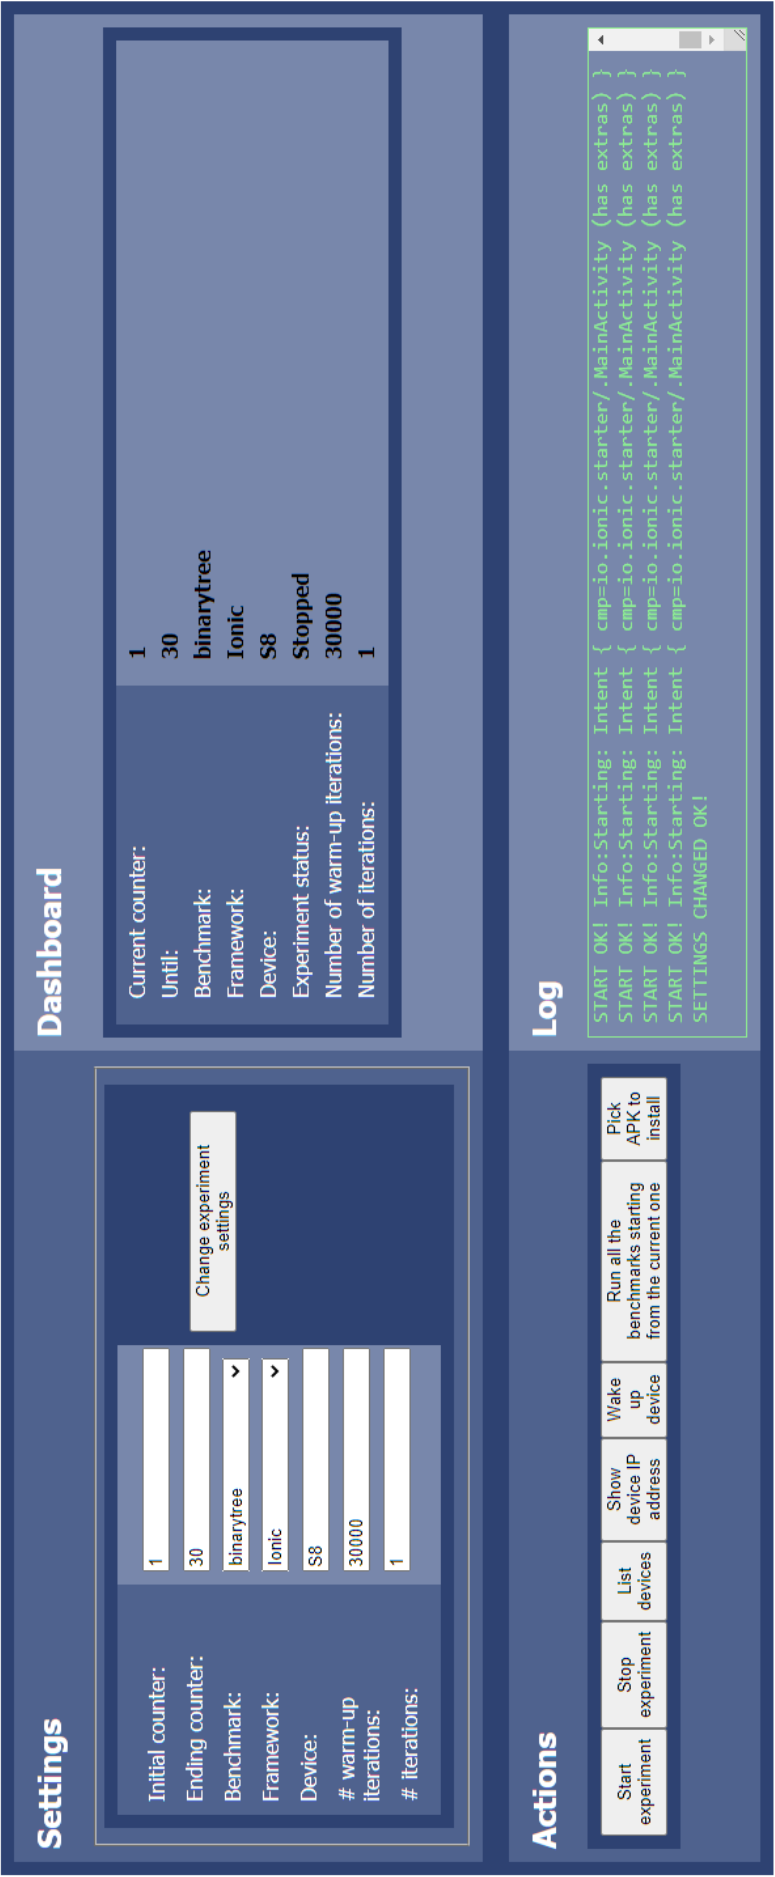 Settings
Initial counter:
1
Ending counter:
30
Benchmark:
binarytree
Framework:
Ionic
Device:
S8
# warm-up
iterations:
30000
# iterations:
1
Change experiment
settings
Dashboard
Current counter:
1
Until:
30
Benchmark:
binarytree
Framework:
Ionic
Device:
S8
Experiment status:
Stopped
Number of warm-up iterations:
30000
Number of iterations:
1
Actions
Start
experiment
Stop
experiment
List
devices
Show
device IP
address
Wake
up
device
Run all the
benchmarks starting
from the current one
Pick
APK to
install
Log
START OK! Info:Starting: Intent { cmp=io.ionic.starter/.MainActivity (has extras) }
START OK! Info:Starting: Intent { cmp=io.ionic.starter/.MainActivity (has extras) }
START OK! Info:Starting: Intent { cmp=io.ionic.starter/.MainActivity (has extras) }
START OK! Info:Starting: Intent { cmp=io.ionic.starter/.MainActivity (has extras) }
SETTINGS CHANGED OK!